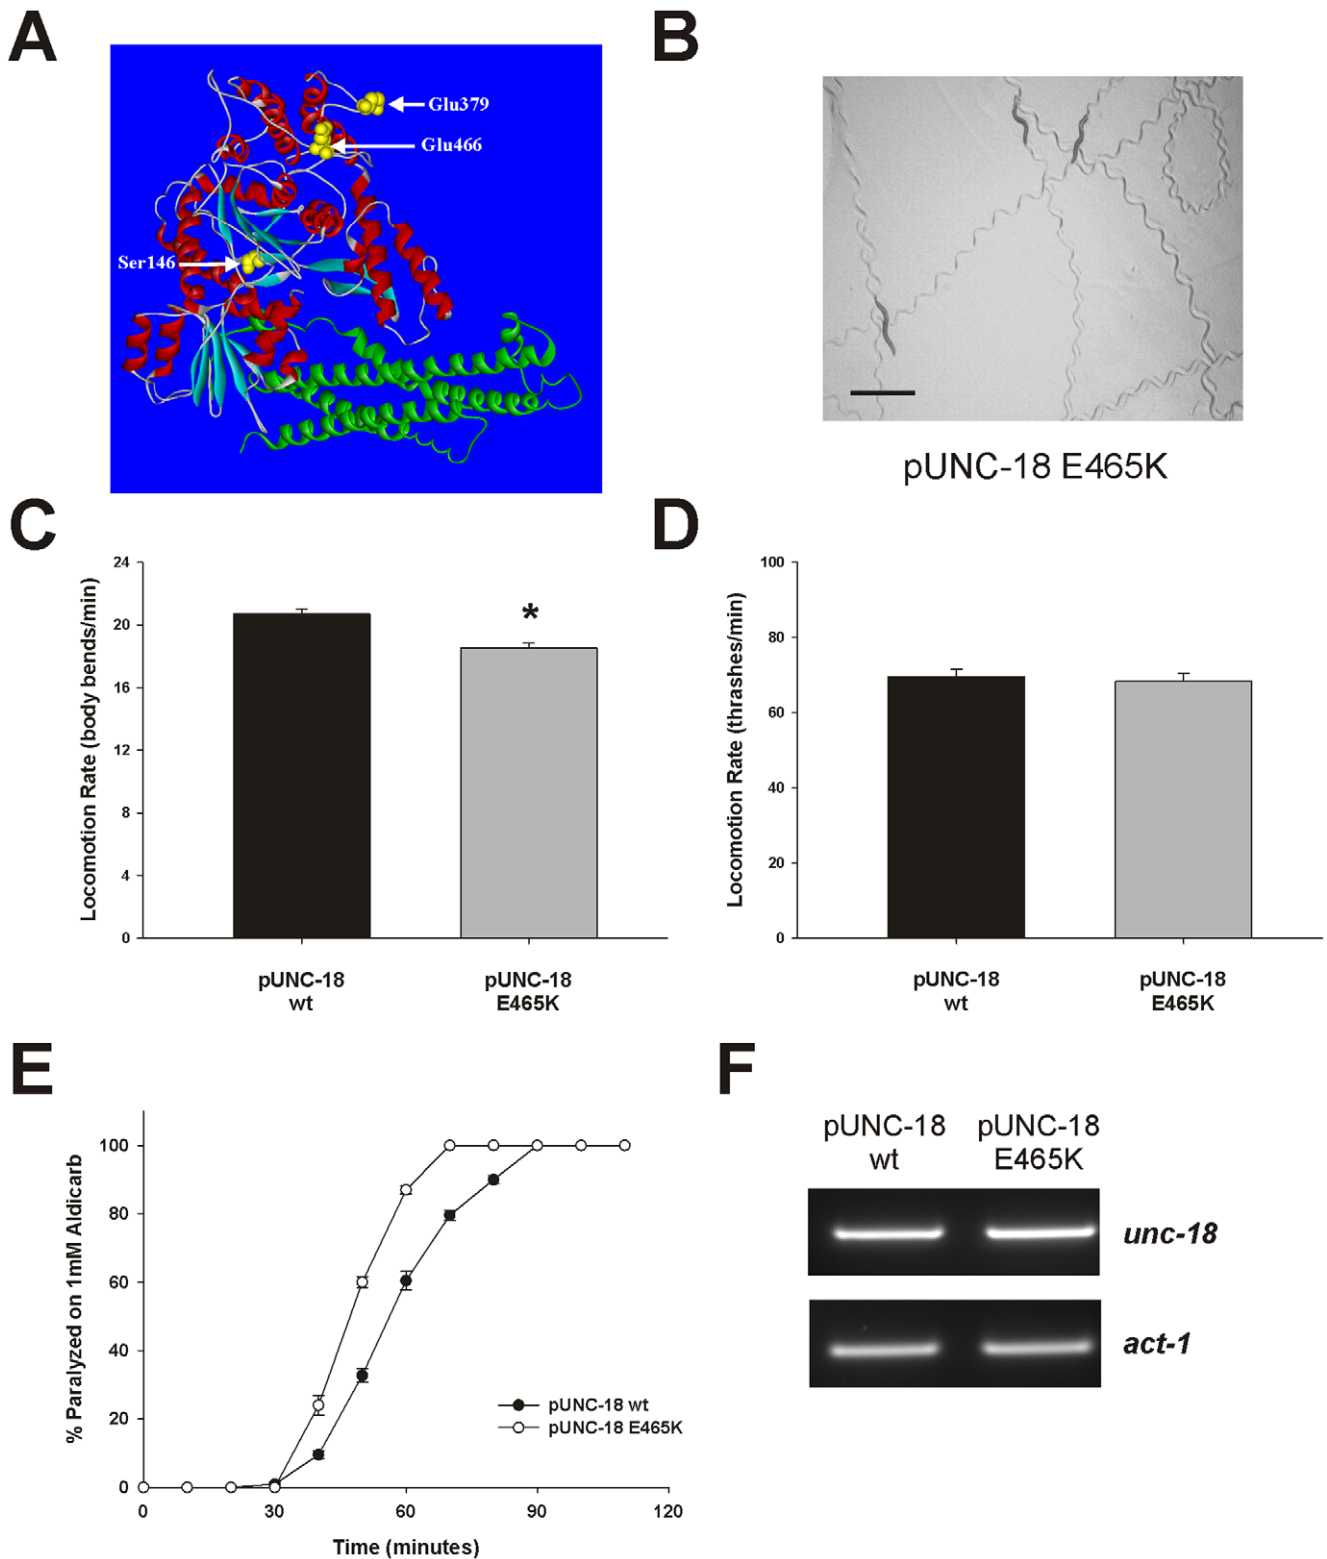 A
Glu379
Glu466
Ser146
B
pUNC-18 E465K
C
Locomotion Rate (body bends/min)
24
20
16
12
8
4
0
*
pUNC-18
wt
pUNC-18
E465K
D
Locomotion Rate (thrashes/min)
100
80
60
40
20
0
pUNC-18
wt
pUNC-18
E465K
E
% Paralyzed on 1mM Aldicarb
100
80
60
40
20
0
0 30 60 90 120
Time (minutes)
pUNC-18 wt
pUNC-18 E465K
F
pUNC-18
wt
pUNC-18
E465K
unc-18
act-1